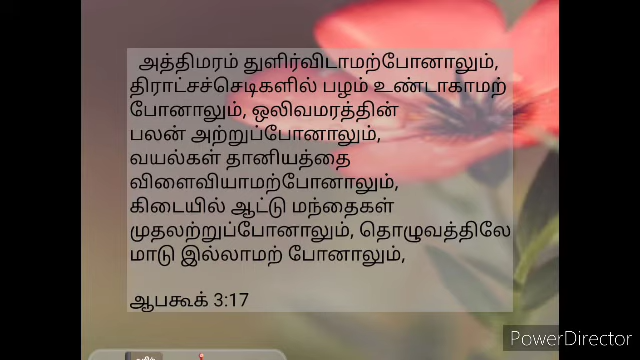 அத்திமரம் துளிர்விடாமற்போனாலும்,
திராட்சச்செடிகளில் பழம் உண்டாகாமற்
போனாலும், ஒலிவமரத்தின்
பலன் அற்றுப்போனாலும்,
வயல்கள் தானியத்தை
விளைவியாமற்போனாலும்,
கிடையில் ஆட்டு மந்தைகள்
முதலற்றுப்போனாலும், தொழுவத்திலே
மாடு இல்லாமற் போனாலும்,
ஆபகூக் 3:17
PowerDirector